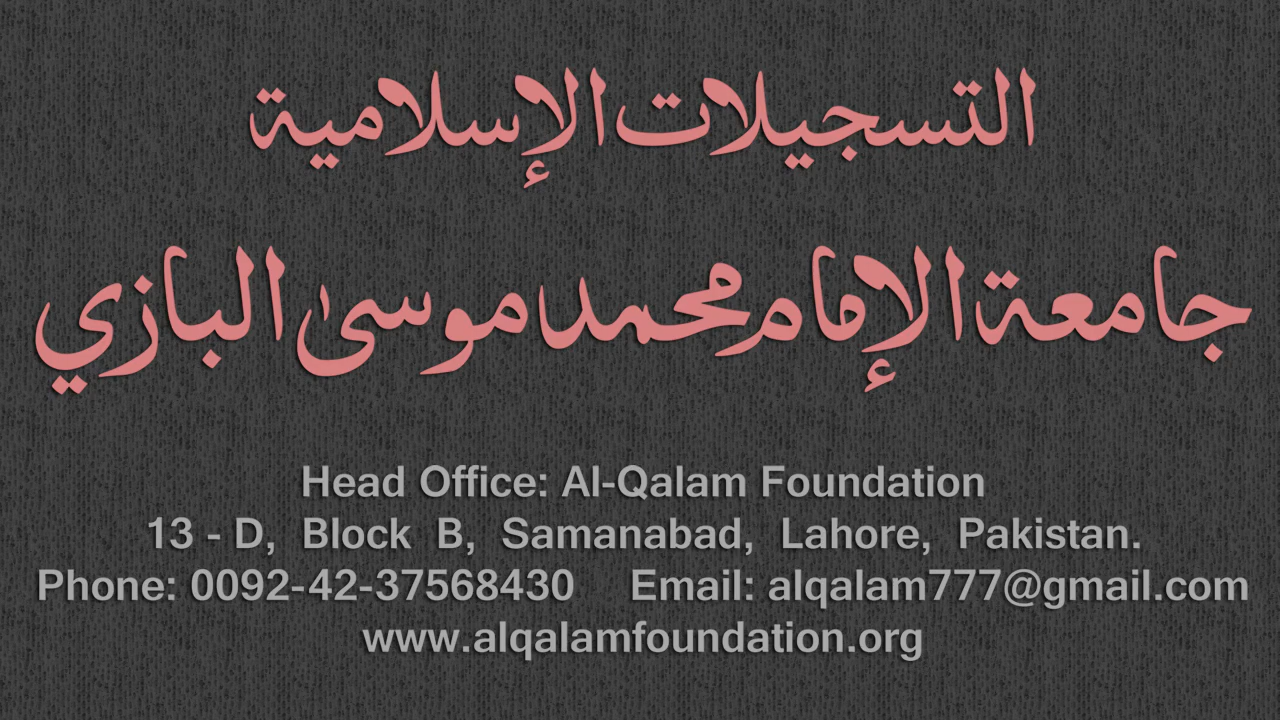 التسجيلات الإسلامية
جامعة الإمام محمد موسىٰ البازي
Head Office: Al-Qalam Foundation
13 - D, Block B, Samanabad, Lahore, Pakistan.
Phone: 0092-42-37568430 Email: alqalam777@gmail.com
www.alqalamfoundation.org